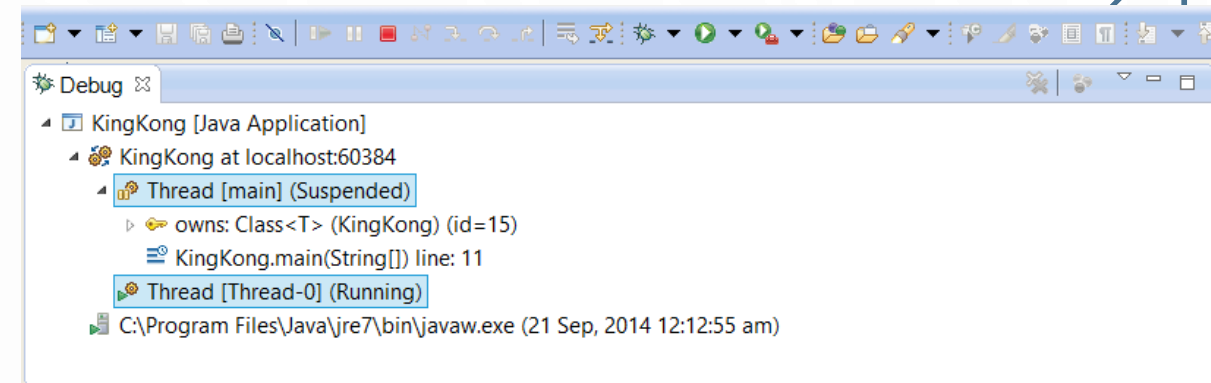 Debug
KingKong [Java Application]
KingKong at localhost:60384
Thread [main] (Suspended)
owns: Class<T> (KingKong) (id=15)
KingKong.main(String[]) line: 11
Thread [Thread-0] (Running)
C:\Program Files\Java\jre7\bin\javaw.exe (21 Sep, 2014 12:12:55 am)